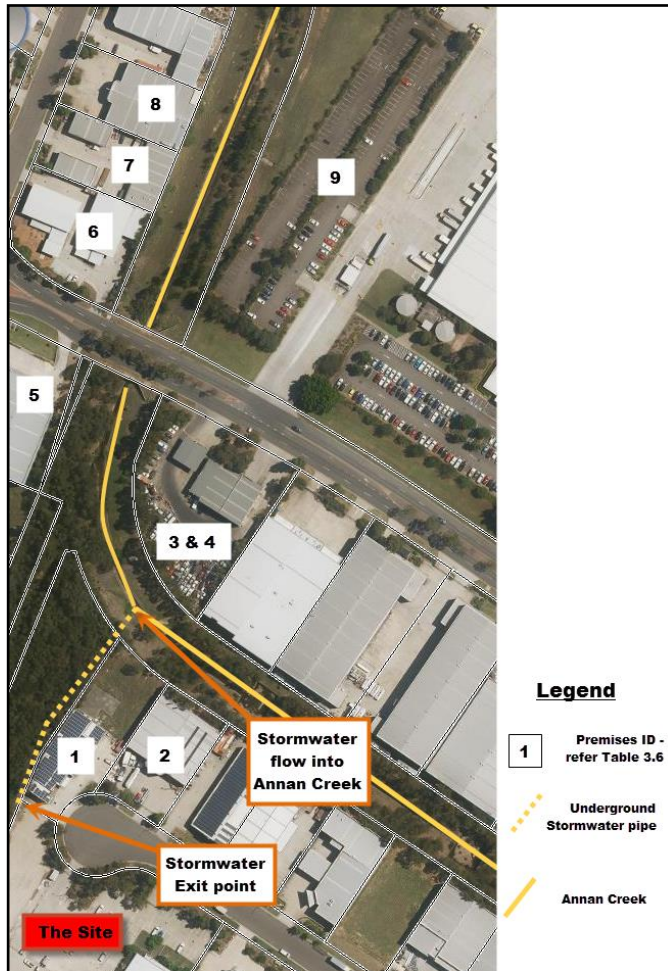 8
7
9
6
5
3 & 4
Stormwater
flow into
Annan Creek
1
2
Stormwater
Exit point
The Site
Legend
1
Premises ID -
refer Table 3.6
Underground
Stormwater pipe
Annan Creek